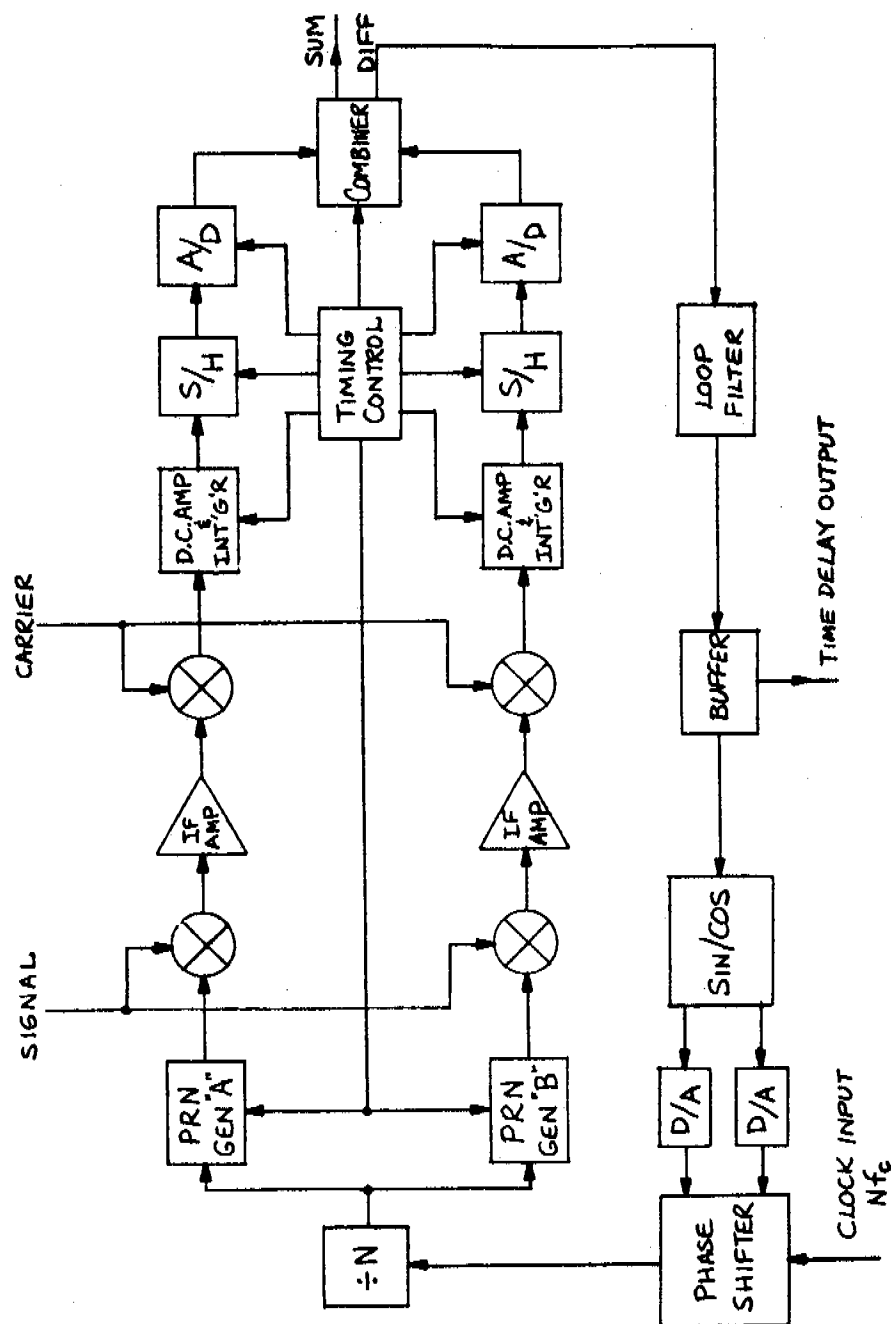 SIGNAL
CARRIER
SUM
DIFF
÷N
PRN
GEN "A"
IF
AMP
D.C. AMP
&
INT'G'R
S/H
A/D
COMBINER
TIMING
CONTROL
PRN
GEN "B"
IF
AMP
D.C. AMP
&
INT'G'R
S/H
A/D
PHASE
SHIFTER
D/A
D/A
SIN/COS
BUFFER
LOOP
FILTER
CLOCK INPUT
Nfc
TIME DELAY OUTPUT